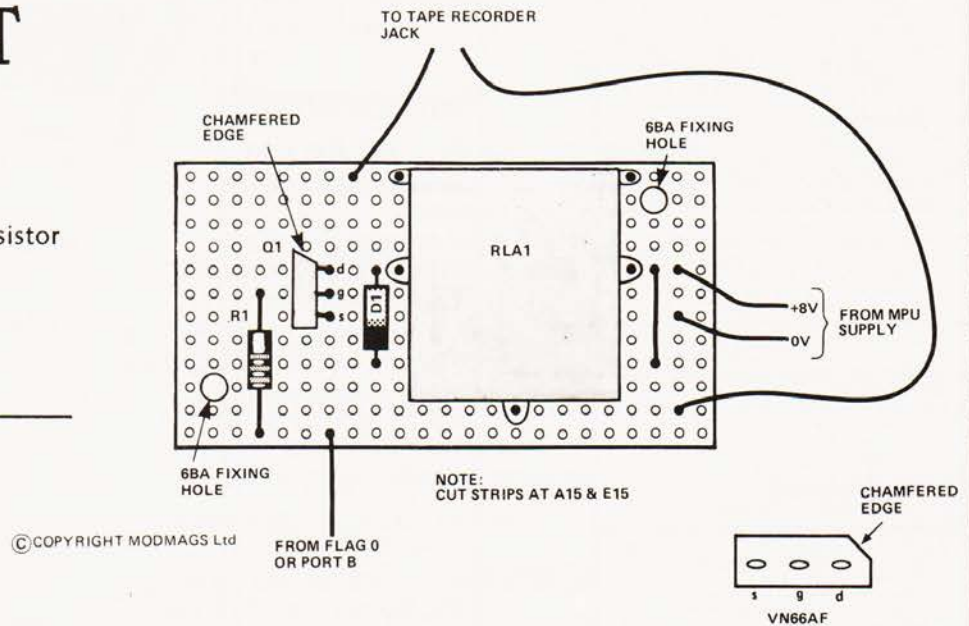 T
TO TAPE RECORDER
JACK
CHAMFERED
EDGE
6BA FIXING
HOLE
sistor
Q1
d
g
s
D1
R1
RLA1
+8V
0V
FROM MPU
SUPPLY
6BA FIXING
HOLE
NOTE:
CUT STRIPS AT A15 & E15
©COPYRIGHT MODMAGS Ltd
FROM FLAG 0
OR PORT B
CHAMFERED
EDGE
s g d
VN66AF